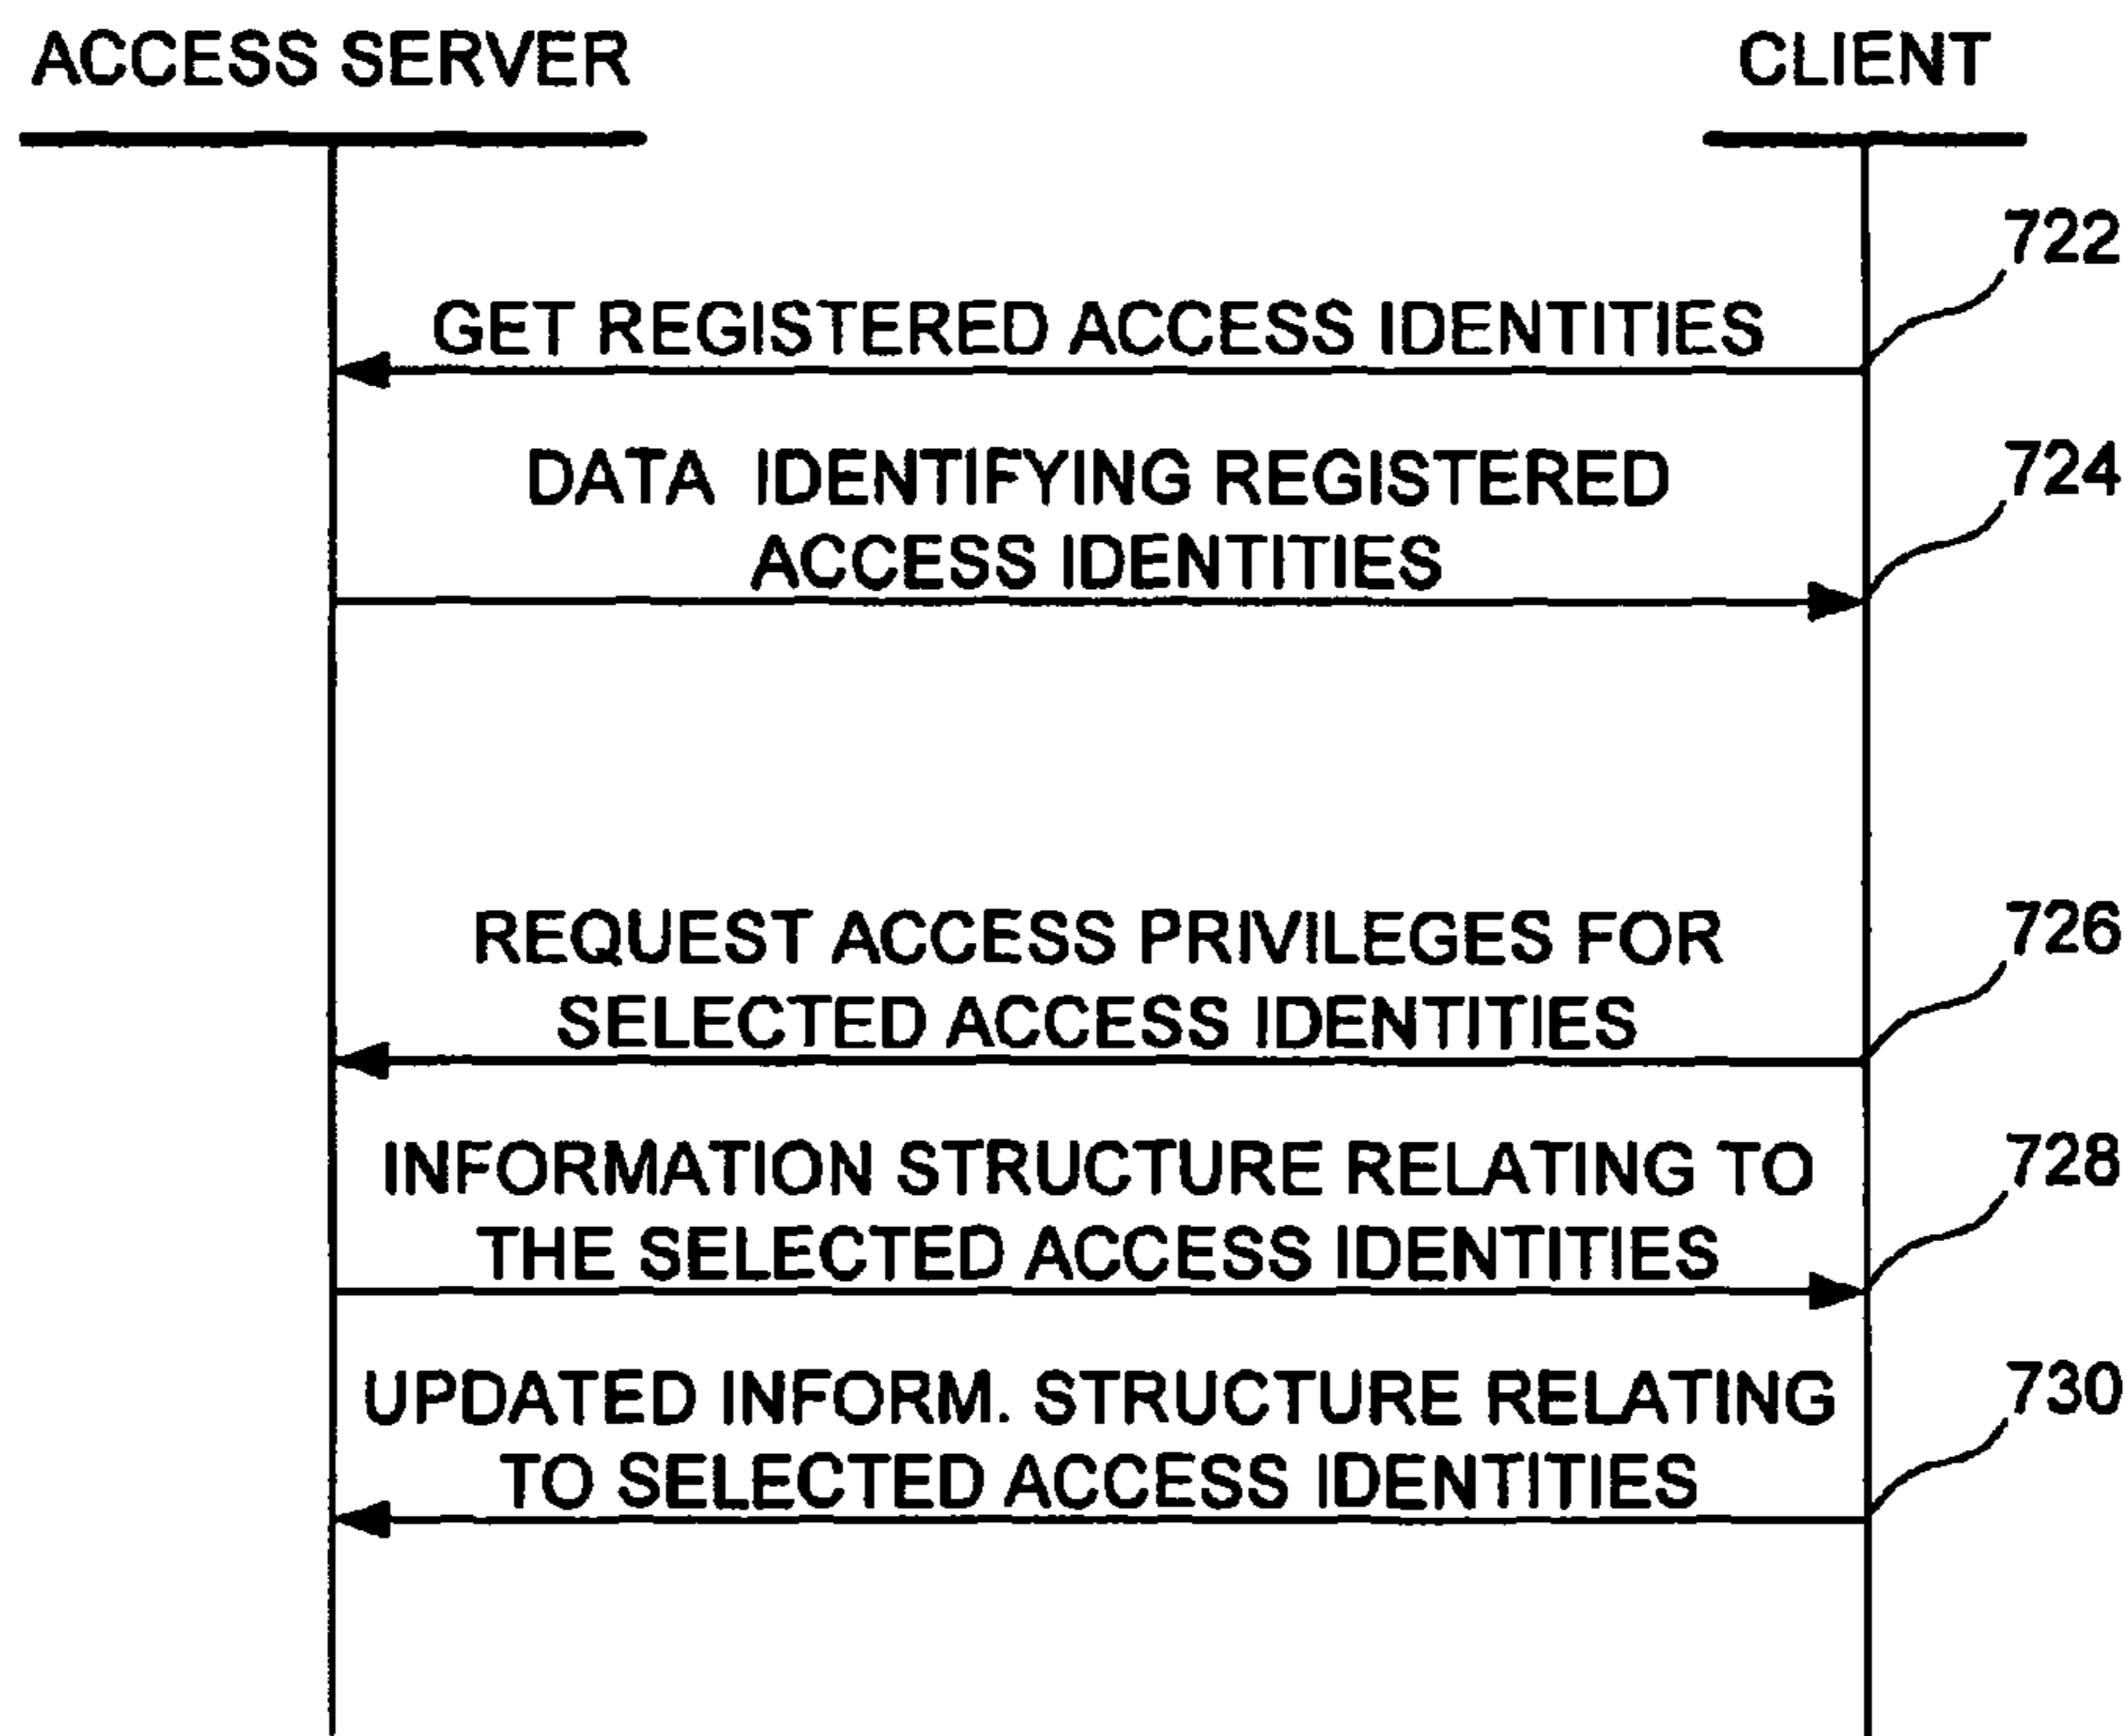 ACCESS SERVER
CLIENT
722
GET REGISTERED ACCESS IDENTITIES
724
DATA IDENTIFYING REGISTERED
ACCESS IDENTITIES
726
REQUEST ACCESS PRIVILEGES FOR
SELECTED ACCESS IDENTITIES
728
INFORMATION STRUCTURE RELATING TO
THE SELECTED ACCESS IDENTITIES
730
UPDATED INFORM. STRUCTURE RELATING
TO SELECTED ACCESS IDENTITIES